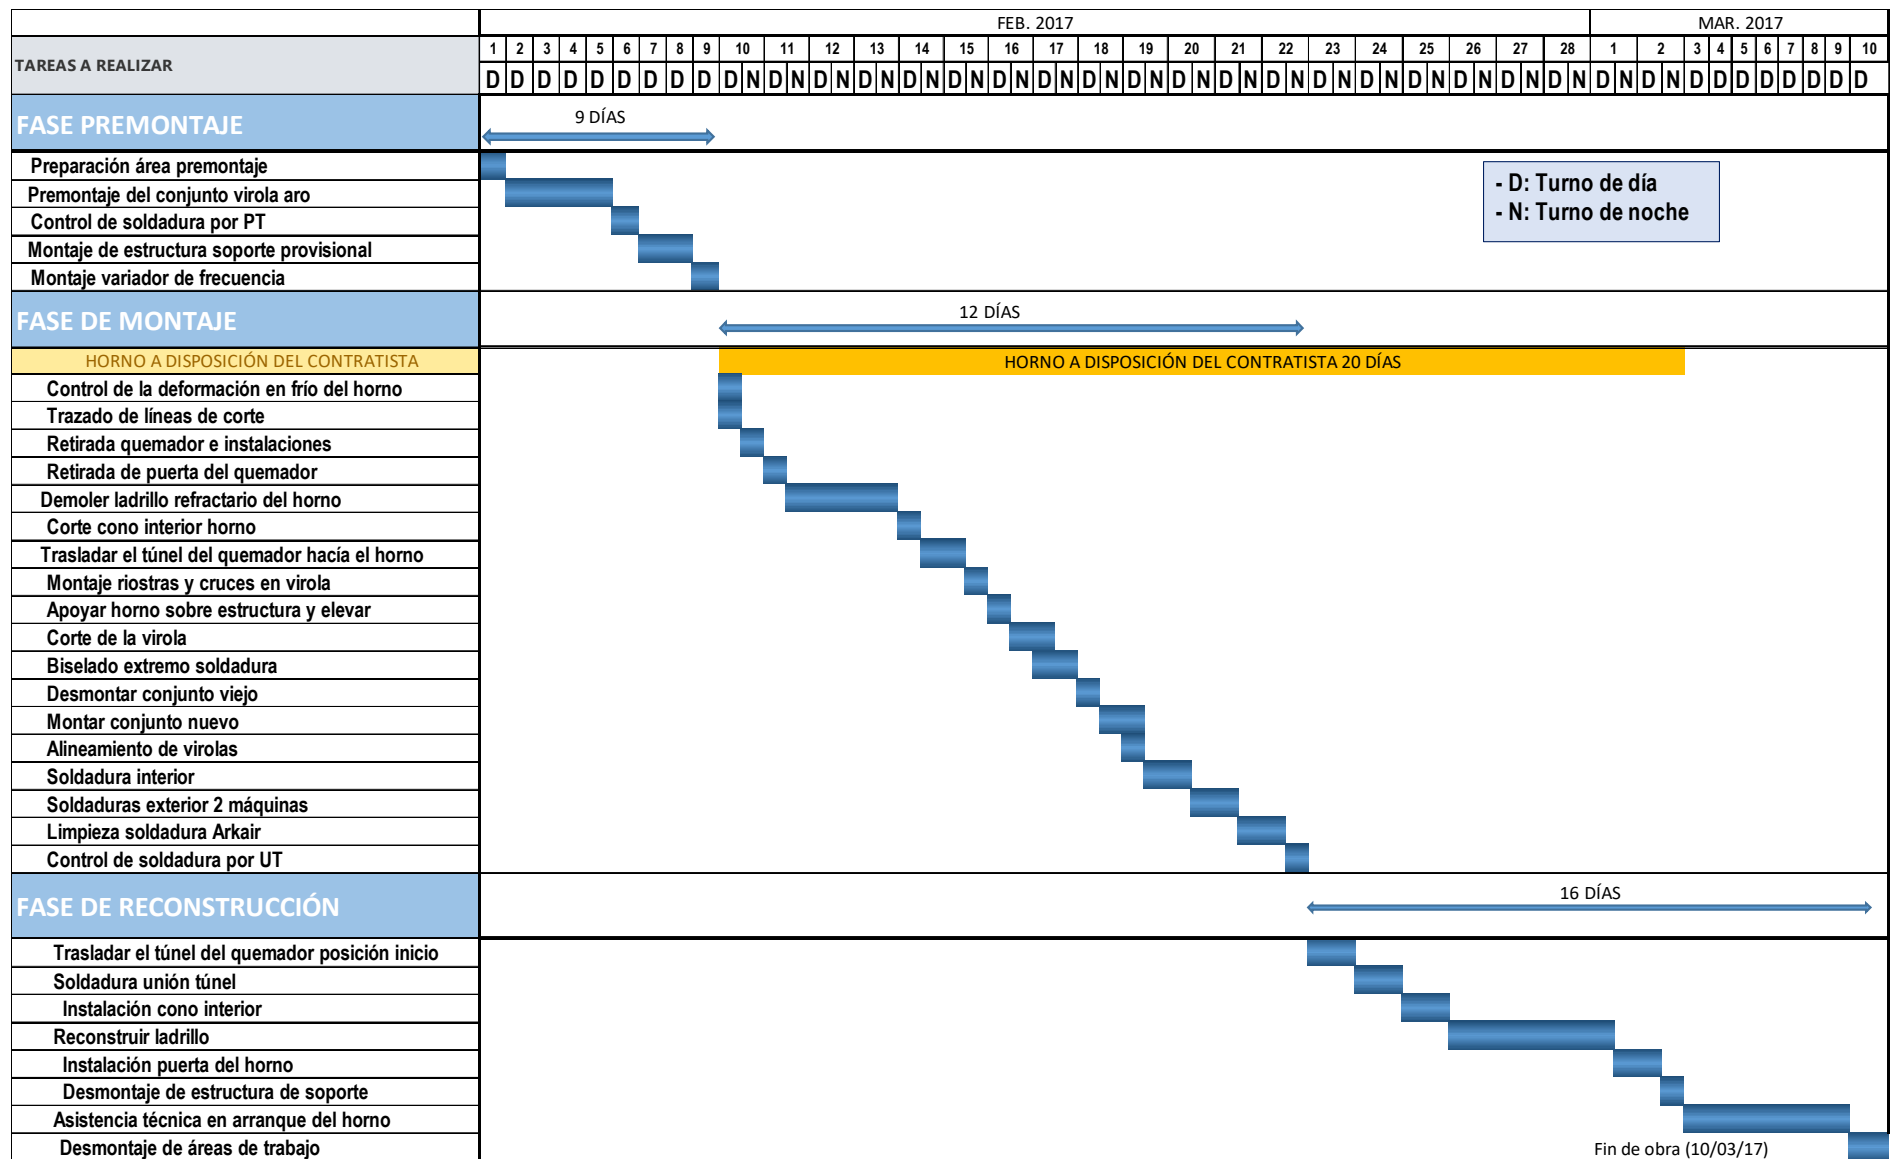 FEB. 2017 MAR. 2017
TAREAS A REALIZAR
1 2 3 4 5 6 7 8 9 10 11 12 13 14 15 16 17 18 19 20 21 22 23 24 25 26 27 28 1 2 3 4 5 6 7 8 9 10
D D D D D D D D D D N D N D N D N D N D N D N D N D N D N D N D N D N D N D N D N D N D N D N D N D N D N D D D D D D D D
FASE PREMONTAJE
9 DÍAS
Preparación área premontaje
Premontaje del conjunto virola aro
Control de soldadura por PT
Montaje de estructura soporte provisional
Montaje variador de frecuencia
- D: Turno de día
- N: Turno de noche
FASE DE MONTAJE
12 DÍAS
HORNO A DISPOSICIÓN DEL CONTRATISTA
HORNO A DISPOSICIÓN DEL CONTRATISTA 20 DÍAS
Control de la deformación en frío del horno
Trazado de líneas de corte
Retirada quemador e instalaciones
Retirada de puerta del quemador
Demoler ladrillo refractario del horno
Corte cono interior horno
Trasladar el túnel del quemador hacía el horno
Montaje riostras y cruces en virola
Apoyar horno sobre estructura y elevar
Corte de la virola
Biselado extremo soldadura
Desmontar conjunto viejo
Montar conjunto nuevo
Alineamiento de virolas
Soldadura interior
Soldaduras exterior 2 máquinas
Limpieza soldadura Arkair
Control de soldadura por UT
FASE DE RECONSTRUCCIÓN
16 DÍAS
Trasladar el túnel del quemador posición inicio
Soldadura unión túnel
Instalación cono interior
Reconstruir ladrillo
Instalación puerta del horno
Desmontaje de estructura de soporte
Asistencia técnica en arranque del horno
Desmontaje de áreas de trabajo
Fin de obra (10/03/17)